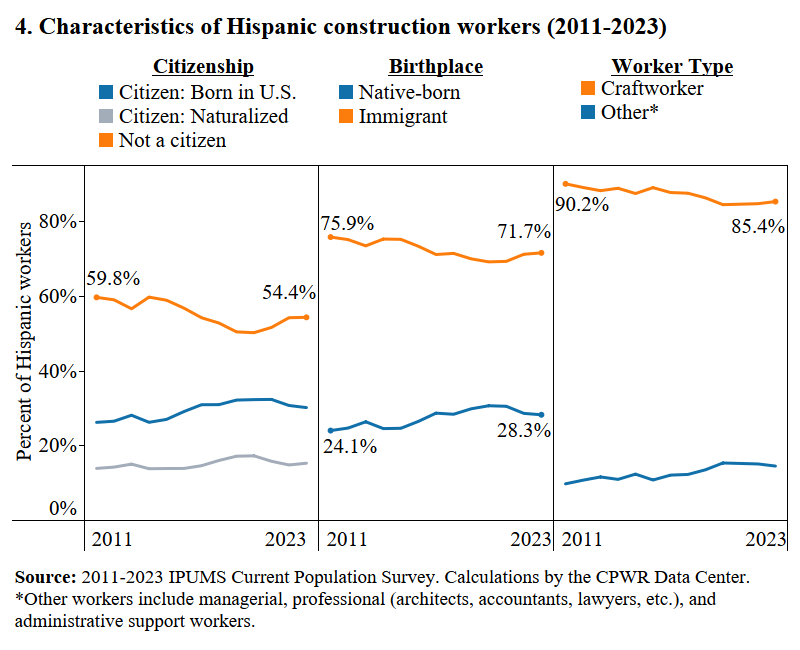 4. Characteristics of Hispanic construction workers (2011-2023)
Citizenship
Citizen: Born in U.S.
Citizen: Naturalized
Not a citizen
Birthplace
Native-born
Immigrant
Worker Type
Craftworker
Other*
Percent of Hispanic workers
80%
60%
40%
20%
0%
59.8%
54.4%
2011
2023
75.9%
71.7%
24.1%
28.3%
2011
2023
90.2%
85.4%
2011
2023
Source: 2011-2023 IPUMS Current Population Survey. Calculations by the CPWR Data Center.
*Other workers include managerial, professional (architects, accountants, lawyers, etc.), and
administrative support workers.